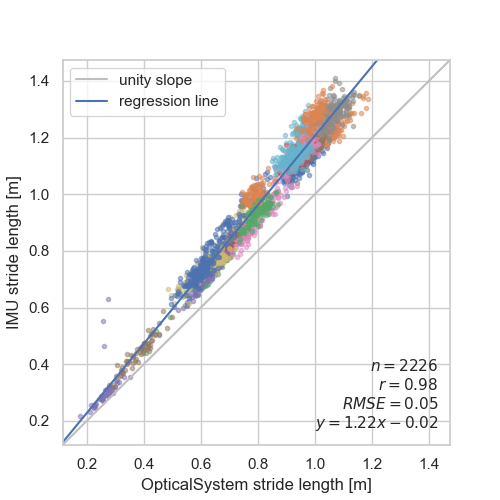 unity slope
regression line
1.4
1.2
1.0
0.8
0.6
0.4
0.2
IMU stride length [m]
n = 2226
r = 0.98
RMSE = 0.05
y = 1.22x − 0.02
0.2 0.4 0.6 0.8 1.0 1.2 1.4
OpticalSystem stride length [m]